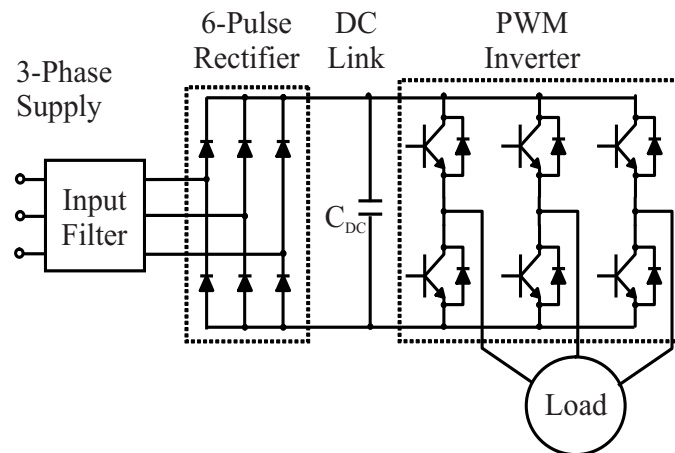 6-Pulse
Rectifier
DC
Link
PWM
Inverter
3-Phase
Supply
Input
Filter
C_DC
Load